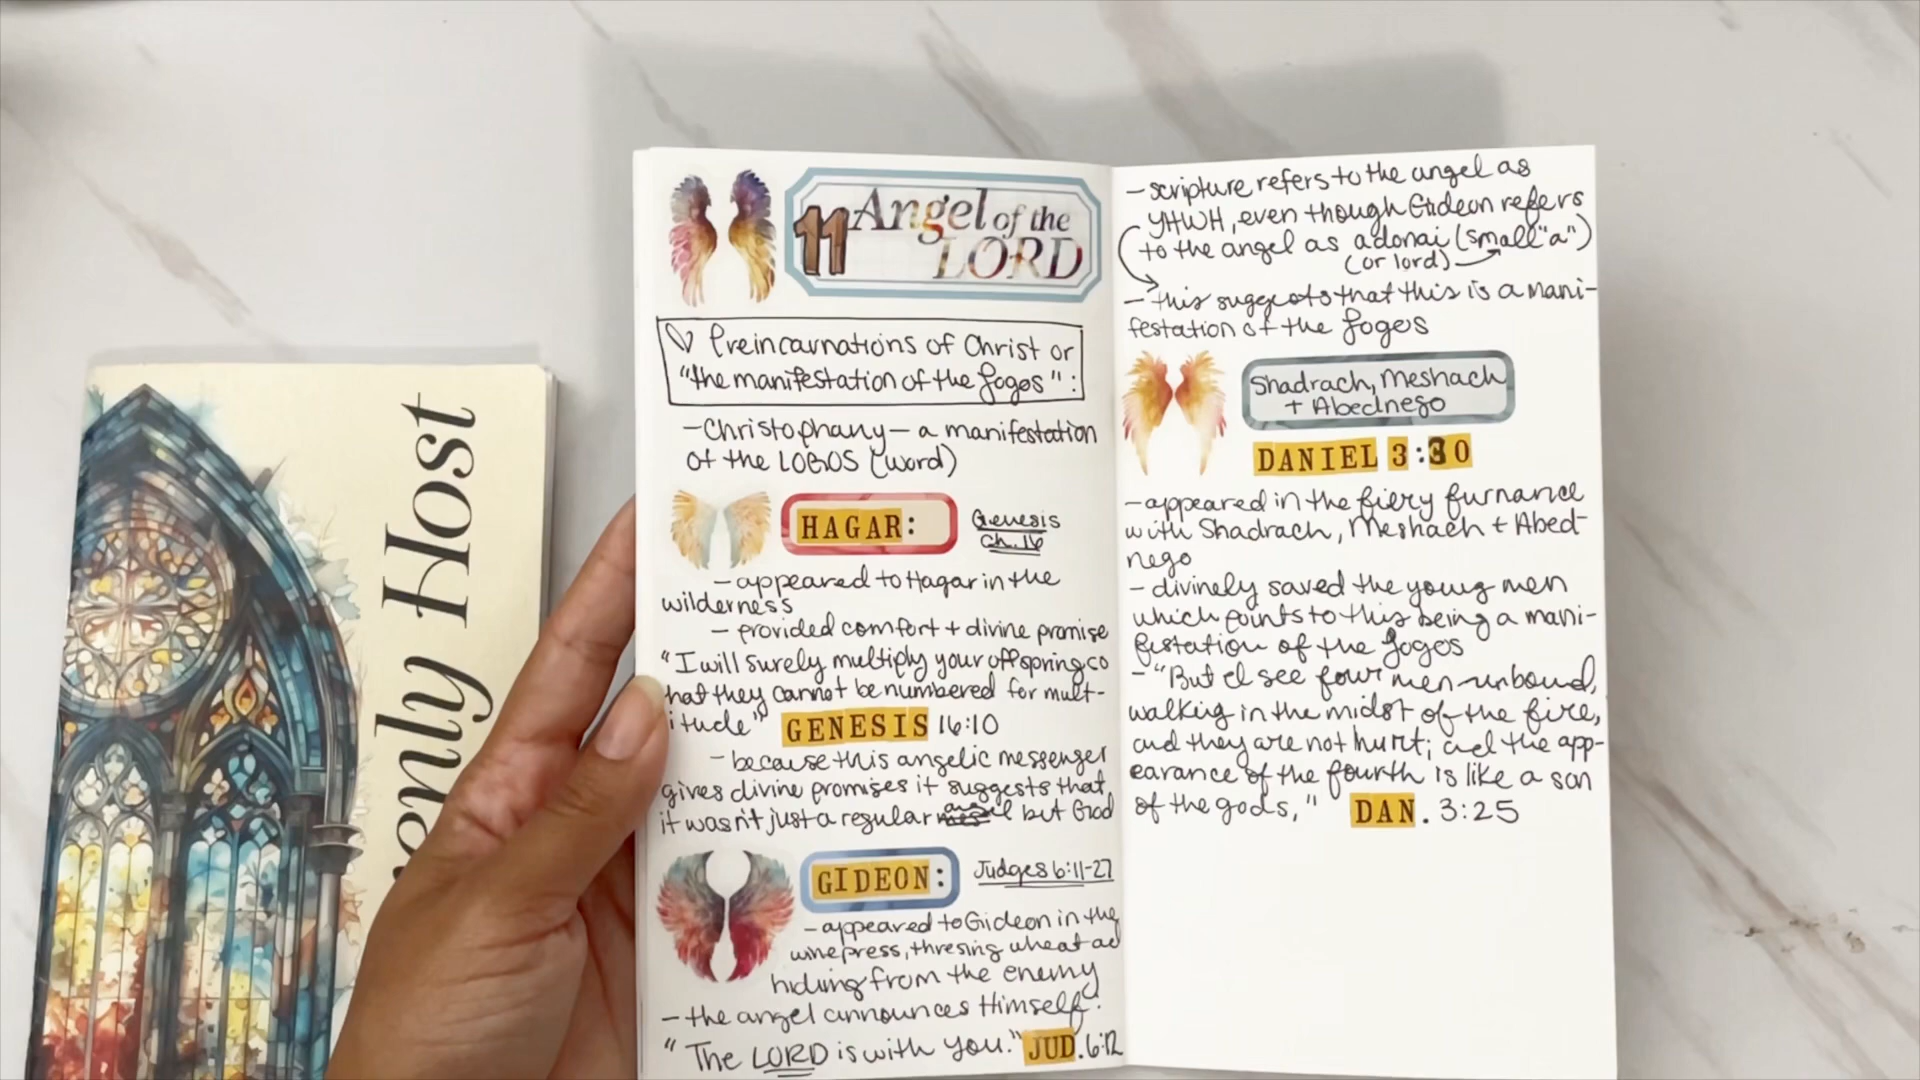 enly Host
11 Angel of the
LORD
Preincarnations of Christ or
"the manifestation of the Logos":
-Christophany- a manifestation
of the LOGOS (word)
HAGAR: Genesis
Ch. 16
- appeared to Hagar in the
wilderness
- provided comfort + divine promise
"I will surely multiply your offspring so
hat they cannot be numbered for mult-
itude" GENESIS 16:10
- because this angelic messenger
gives divine promises it suggests that
it wasn't just a regular angel but God
GIDEON: Judges 6:11-27
- appeared to Gideon in the
winepress, thresing wheat ad
hiding from the enemy
- the angel announces Himself:
"The LORD is with you." JUD. 6:12
- scripture refers to the angel as
YHWH, even though Gideon refers
to the angel as adonai (small "a")
(or lord)
- this suggests that this is a mani-
festation of the Logos
Shadrach, Meshach
+ Abednego
DANIEL 3:30
- appeared in the fiery furnance
with Shadrach, Meshach + Abed-
nego
- divinely saved the young men
which points to this being a mani-
festation of the Logos
- "But I see four men unbound,
walking in the midst of the fire,
and they are not hurt; and the app-
earance of the fourth is like a son
of the gods," DAN. 3:25